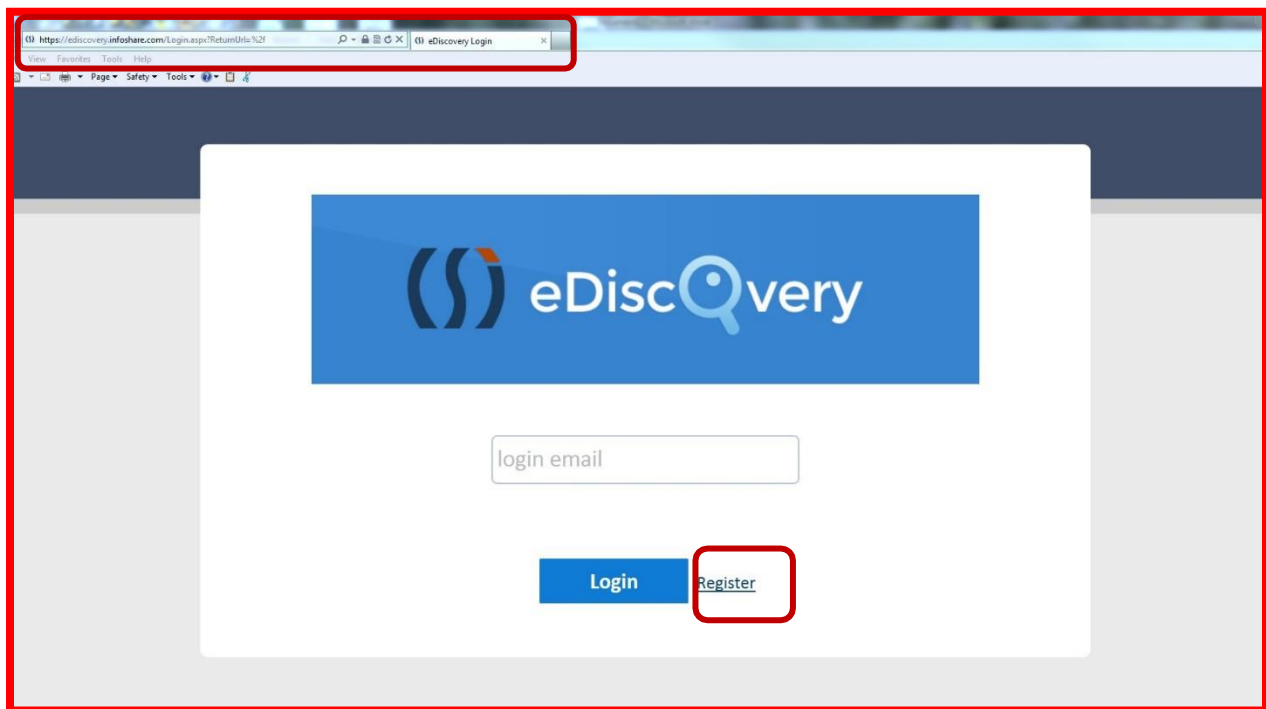 https://ediscovery.infoshare.com/Login.aspx?ReturnUrl=%2f
eDiscovery Login
View Favorites Tools Help
Page Safety Tools
eDiscovery
login email
Login Register